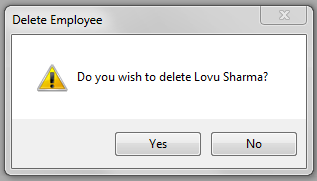 Delete Employee
Do you wish to delete Lovu Sharma?
Yes
No